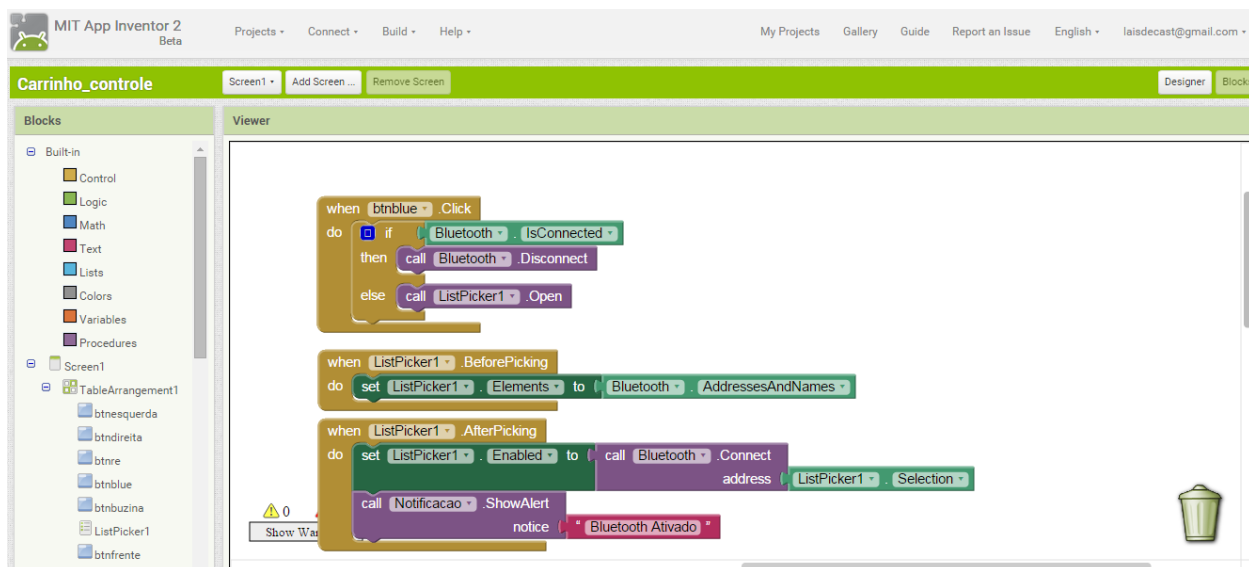 MIT App Inventor 2
Beta
Projects Connect Build Help My Projects Gallery Guide Report an Issue English laisdecast@gmail.com
Carrinho_controle Screen1 Add Screen ... Remove Screen Designer Blocks
Blocks Viewer
Built-in
Control
Logic
Math
Text
Lists
Colors
Variables
Procedures
Screen1
TableArrangement1
btnesquerda
btndireita
btnre
btnblue
btnbuzina
ListPicker1
btnfrente
when btnblue .Click
do if Bluetooth . IsConnected
then call Bluetooth .Disconnect
else call ListPicker1 .Open
when ListPicker1 .BeforePicking
do set ListPicker1 . Elements to Bluetooth . AddressesAndNames
when ListPicker1 .AfterPicking
do set ListPicker1 . Enabled to call Bluetooth .Connect
address ListPicker1 . Selection
call Notificacao .ShowAlert
notice " Bluetooth Ativado "
0
Show War